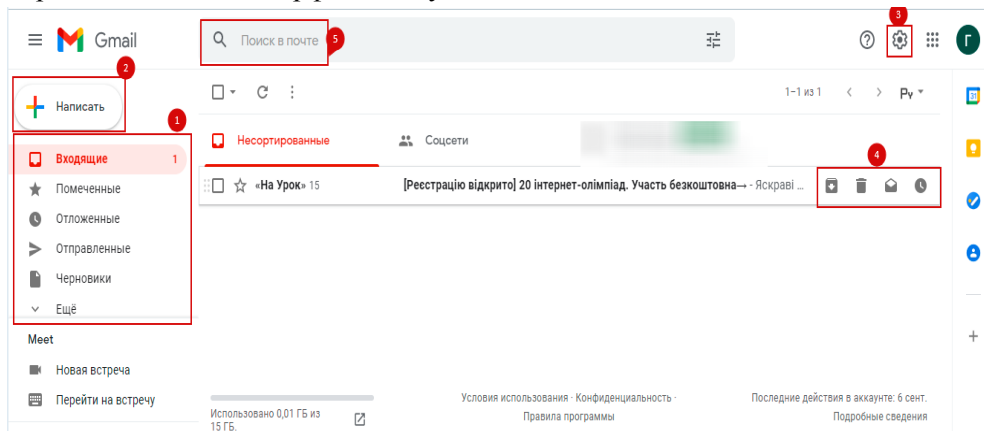 3
Gmail
Поиск в почте
5
2
Написать
1–1 из 1
Ру
31
1
Несортированные
Соцсети
4
Входящие
1
«На Урок» 15
[Реєстрацію відкрито] 20 інтернет-олімпіад. Участь безкоштовна→ - Яскраві ...
Помеченные
Отложенные
Отправленные
Черновики
Ещё
Meet
Новая встреча
Перейти на встречу
Использовано 0,01 ГБ из
15 ГБ.
Условия использования · Конфиденциальность ·
Правила программы
Последние действия в аккаунте: 6 сент.
Подробные сведения
Г